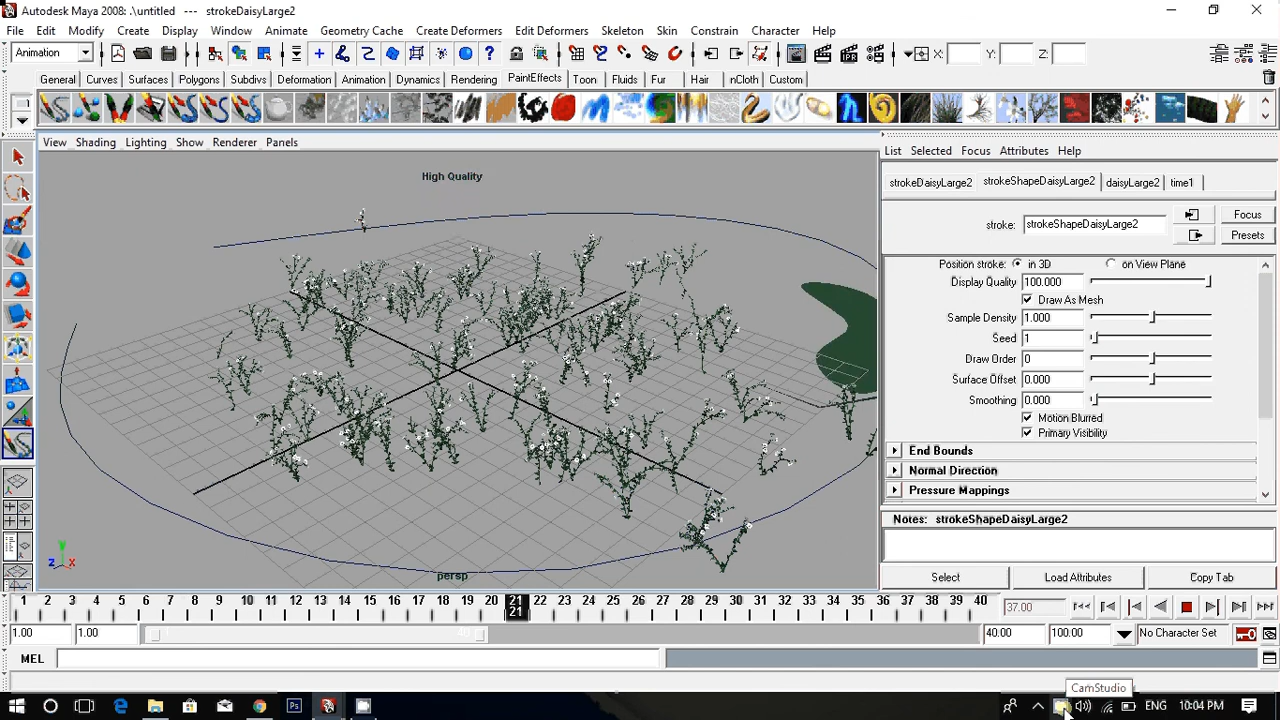 Autodesk Maya 2008: .\untitled --- strokeDaisyLarge2
File Edit Modify Create Display Window Animate Geometry Cache Create Deformers Edit Deformers Skeleton Skin Constrain Character Help
Animation X: Y: Z:
General Curves Surfaces Polygons Subdivs Deformation Animation Dynamics Rendering PaintEffects Toon Fluids Fur Hair nCloth Custom
View Shading Lighting Show Renderer Panels
High Quality
persp
z Y X
List Selected Focus Attributes Help
strokeDaisyLarge2 strokeShapeDaisyLarge2 daisyLarge2 time1
stroke: strokeShapeDaisyLarge2 Focus
Presets
Position stroke: in 3D on View Plane
Display Quality 100.000
Draw As Mesh
Sample Density 1.000
Seed 1
Draw Order 0
Surface Offset 0.000
Smoothing 0.000
Motion Blurred
Primary Visibility
End Bounds
Normal Direction
Pressure Mappings
Notes: strokeShapeDaisyLarge2
Select Load Attributes Copy Tab
1 2 3 4 5 6 7 8 9 10 11 12 13 14 15 16 17 18 19 20 21 22 23 24 25 26 27 28 29 30 31 32 33 34 35 36 37 38 39 40 37.00
21
1.00 1.00 1 40 40.00 100.00 No Character Set
MEL
CamStudio
ENG 10:04 PM